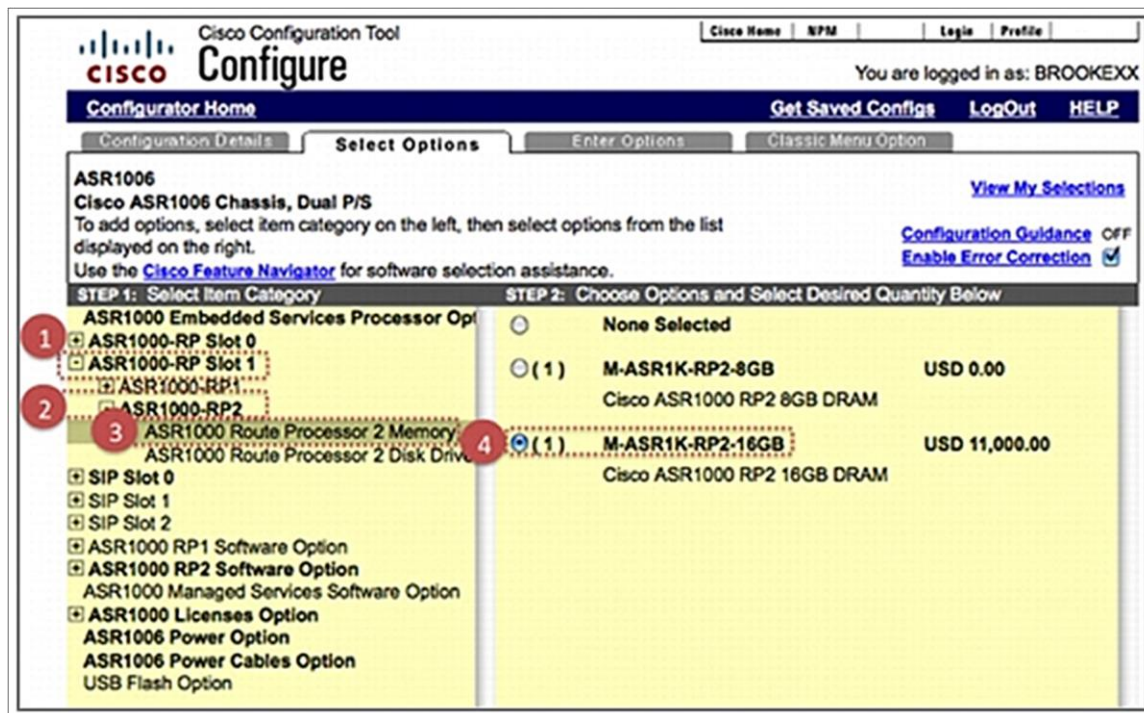 Cisco Configuration Tool
Cisco Home NPM Login Profile
CISCO Configure
You are logged in as: BROOKEXX
Configurator Home Get Saved Configs LogOut HELP
Configuration Details Select Options Enter Options Classic Menu Option
ASR1006
View My Selections
Cisco ASR1006 Chassis, Dual P/S
To add options, select item category on the left, then select options from the list
displayed on the right.
Configuration Guidance OFF
Enable Error Correction
Use the Cisco Feature Navigator for software selection assistance.
STEP 1: Select Item Category
ASR1000 Embedded Services Processor Opt
1 ASR1000-RP Slot 0
ASR1000-RP Slot 1
ASR1000-RP1
2 ASR1000-RP2
3 ASR1000 Route Processor 2 Memory
ASR1000 Route Processor 2 Disk Drive
SIP Slot 0
SIP Slot 1
SIP Slot 2
ASR1000 RP1 Software Option
ASR1000 RP2 Software Option
ASR1000 Managed Services Software Option
ASR1000 Licenses Option
ASR1006 Power Option
ASR1006 Power Cables Option
USB Flash Option
STEP 2: Choose Options and Select Desired Quantity Below
None Selected
(1) M-ASR1K-RP2-8GB USD 0.00
Cisco ASR1000 RP2 8GB DRAM
4 (1) M-ASR1K-RP2-16GB USD 11,000.00
Cisco ASR1000 RP2 16GB DRAM